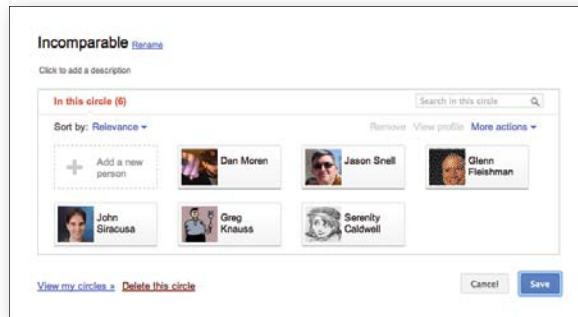 Incomparable Rename
Click to add a description
In this circle (6)
Search in this circle
Sort by: Relevance
Remove View profile More actions
Add a new
person
Dan Moren
Jason Snell
Glenn
Fleishman
John
Siracusa
Greg
Knauss
Serenity
Caldwell
View my circles » Delete this circle
Cancel
Save